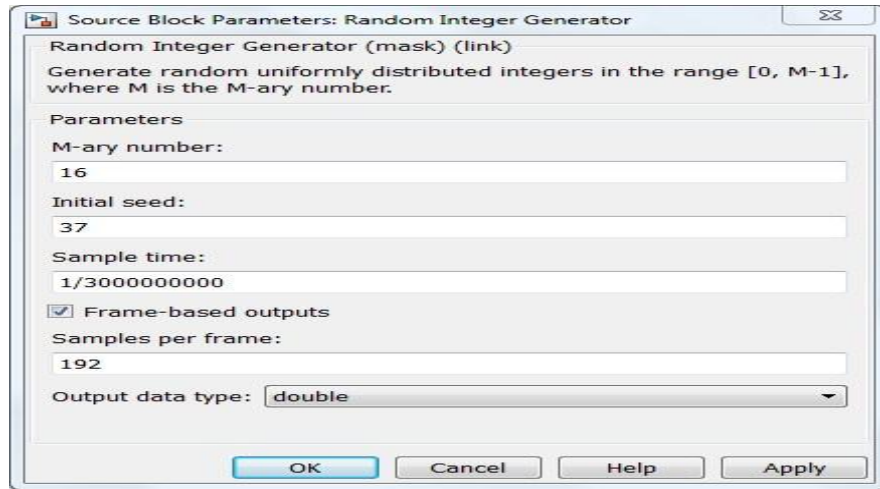 Source Block Parameters: Random Integer Generator
Random Integer Generator (mask) (link)
Generate random uniformly distributed integers in the range [0, M-1],
where M is the M-ary number.
Parameters
M-ary number:
16
Initial seed:
37
Sample time:
1/3000000000
Frame-based outputs
Samples per frame:
192
Output data type: double
OK Cancel Help Apply